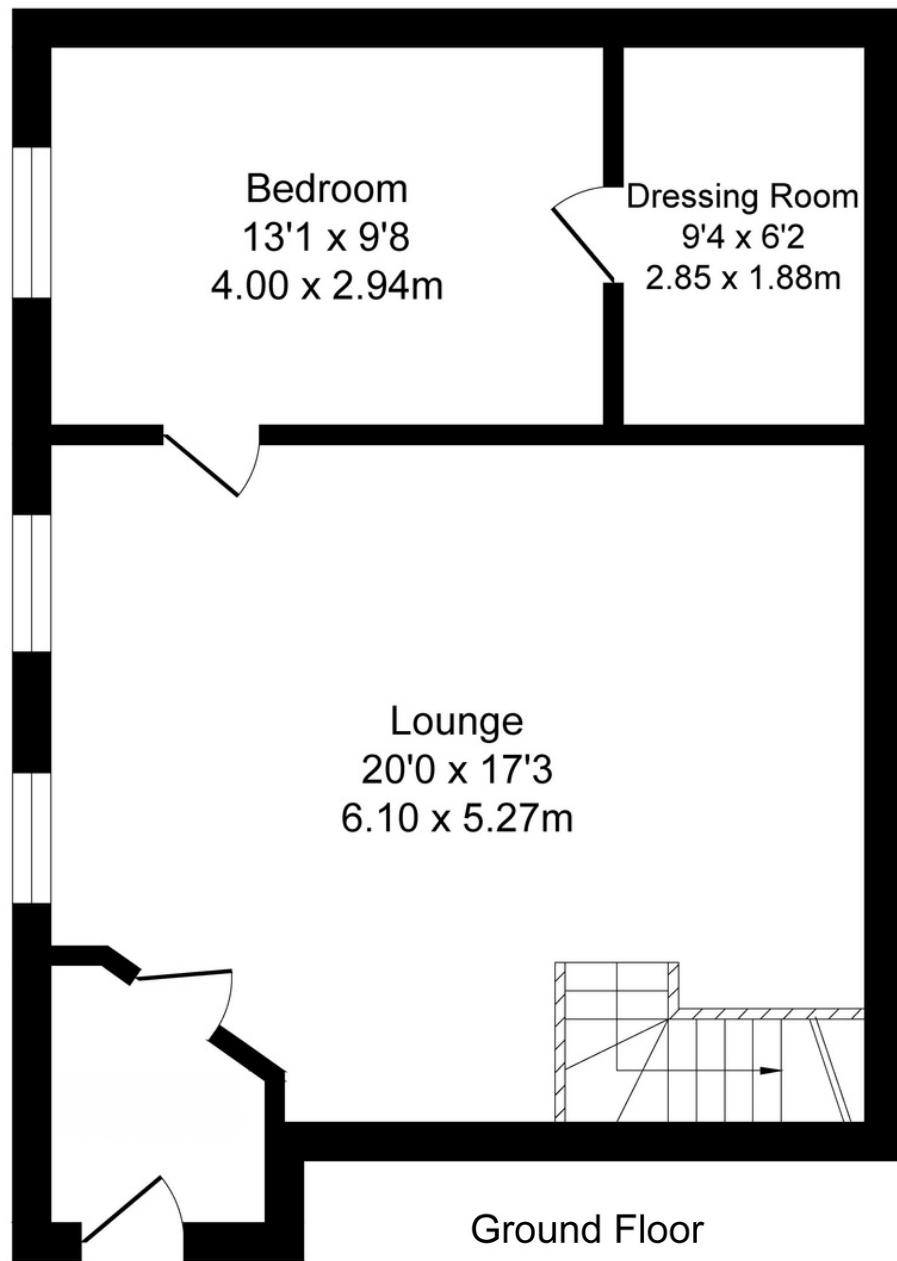 Bedroom
13'1 x 9'8
4.00 x 2.94m
Dressing Room
9'4 x 6'2
2.85 x 1.88m
Lounge
20'0 x 17'3
6.10 x 5.27m
Ground Floor